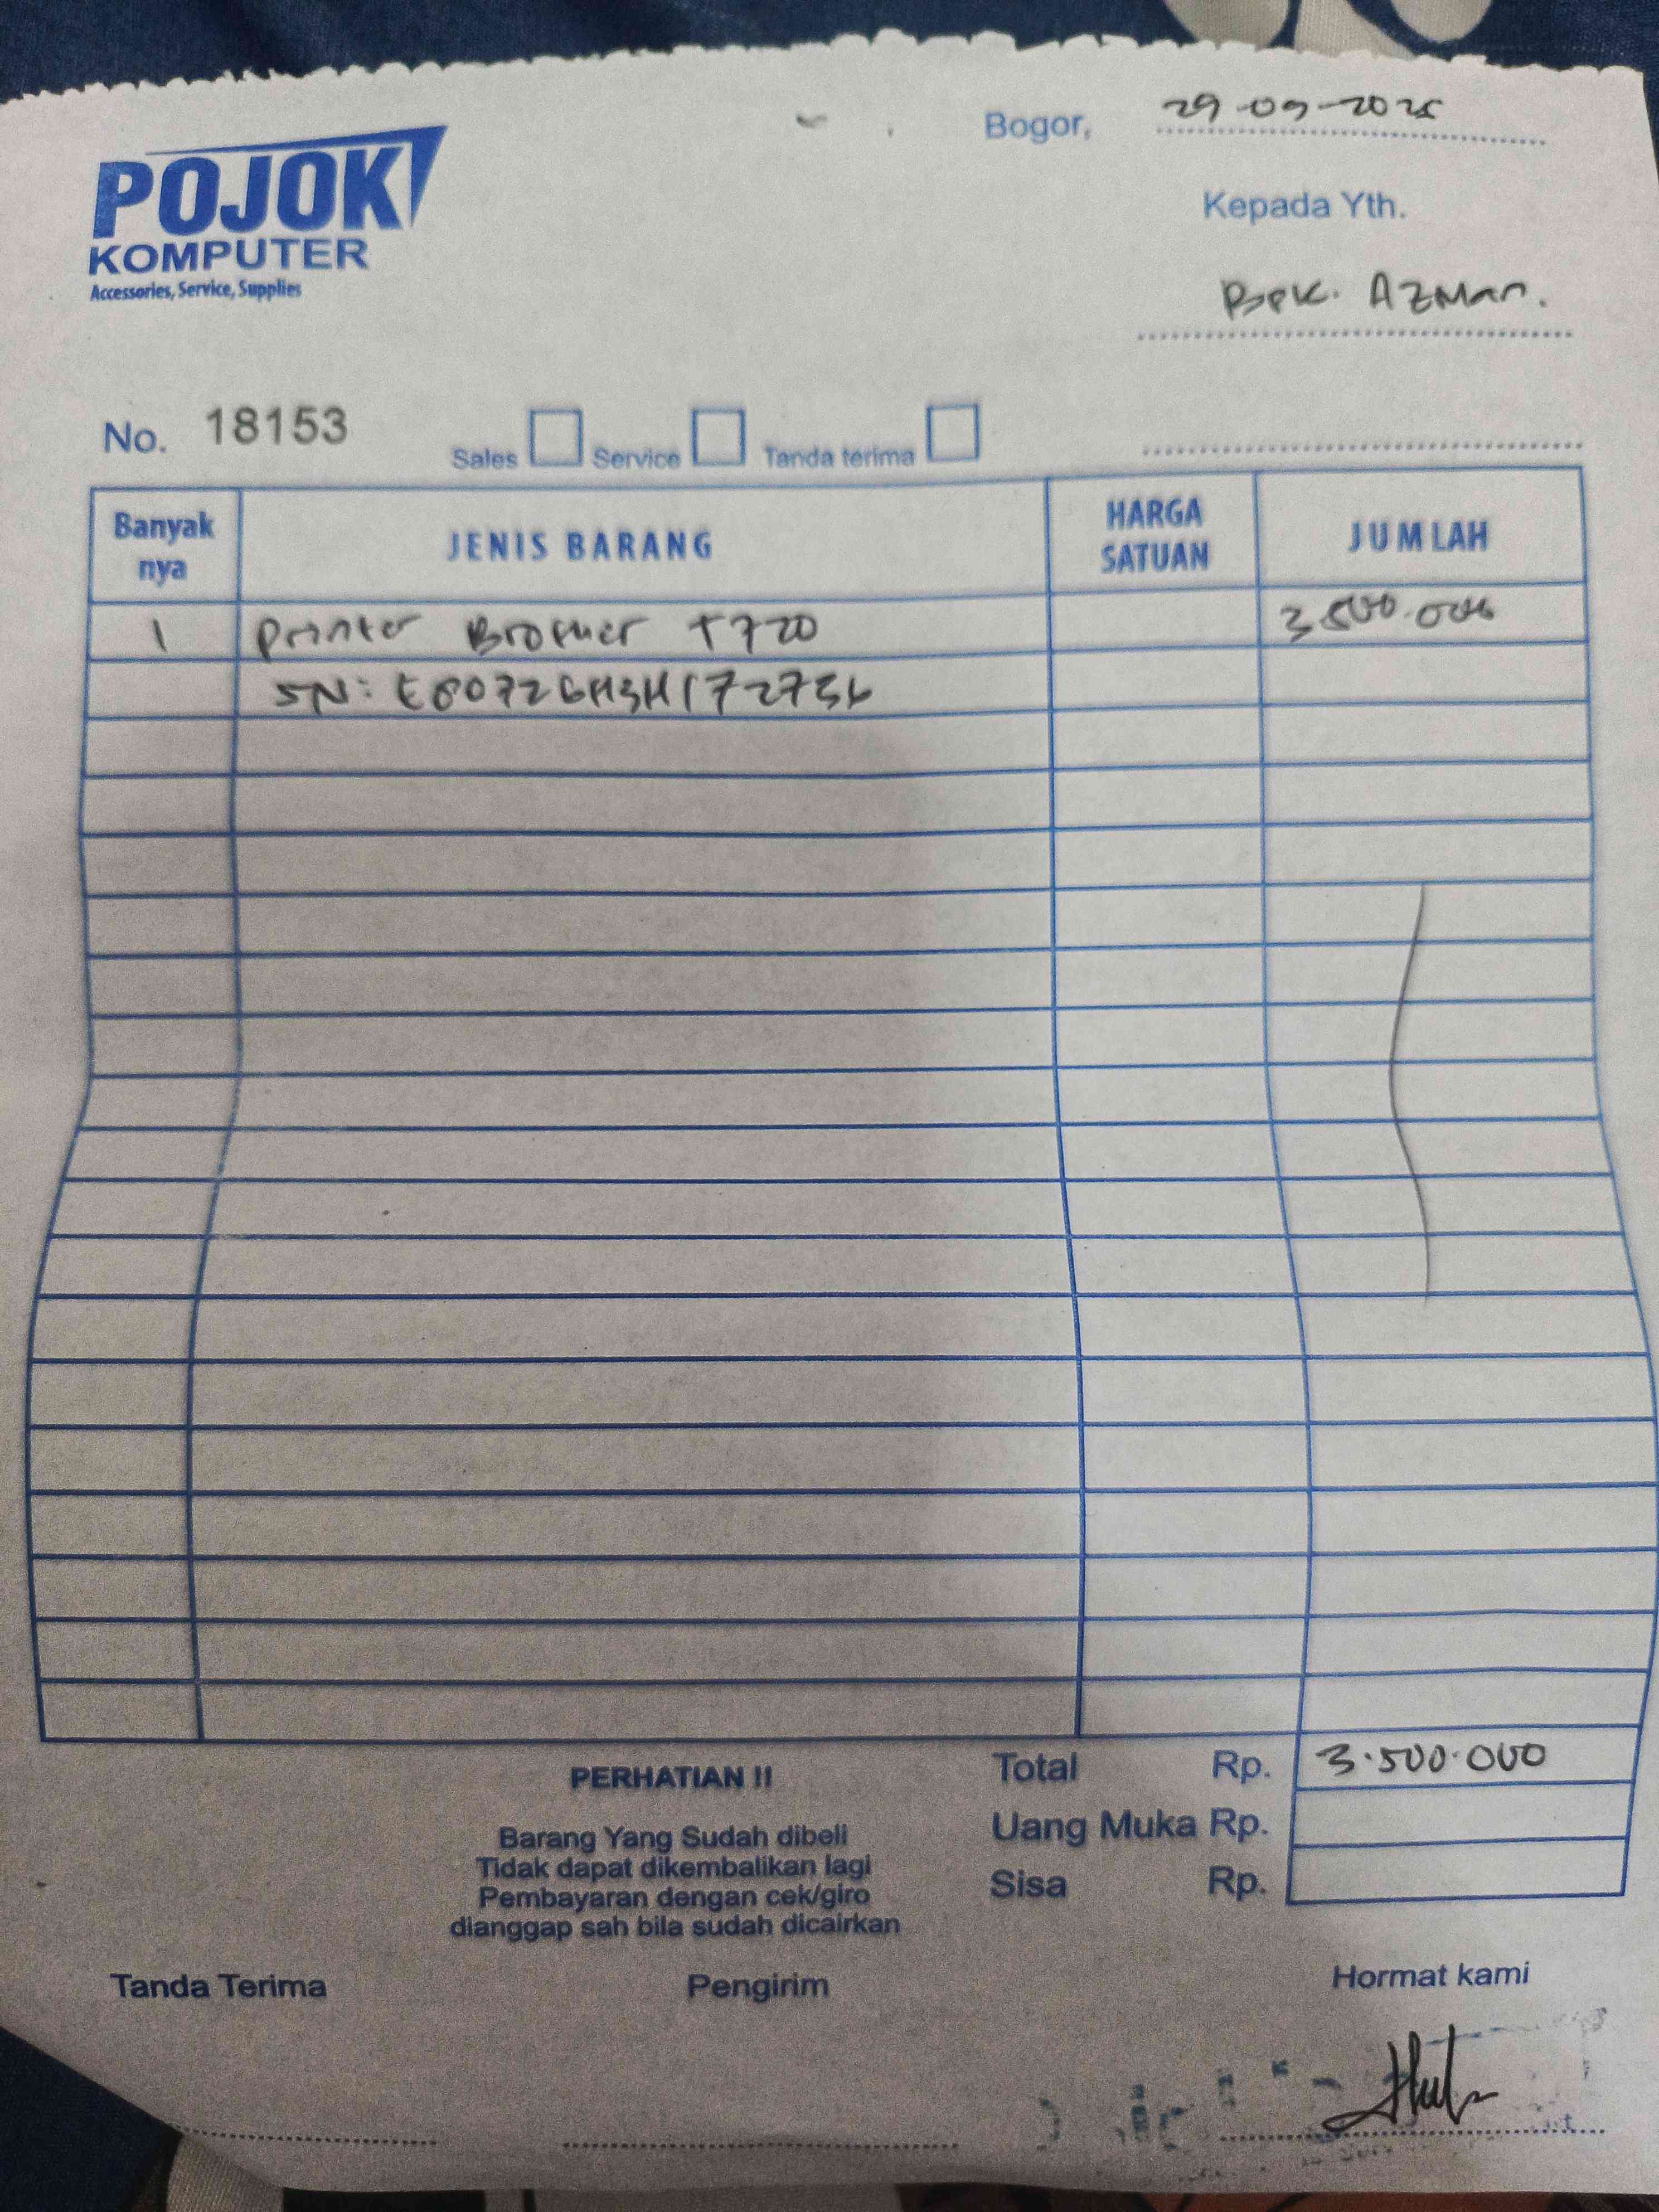 POJOK
KOMPUTER
Accessories, Service, Supplies
Bogor, 29-09-2025
Kepada Yth.
Bpk. Azman.
No. 18153
Sales Service Tanda terima
Banyak nya JENIS BARANG HARGA SATUAN JUMLAH
1 Printer Brother T720 3.500.000
SN: E80726H3H172756
Total Rp. 3.500.000
Uang Muka Rp.
Sisa Rp.
PERHATIAN !!
Barang Yang Sudah dibeli
Tidak dapat dikembalikan lagi
Pembayaran dengan cek/giro
dianggap sah bila sudah dicairkan
Tanda Terima Pengirim Hormat kami